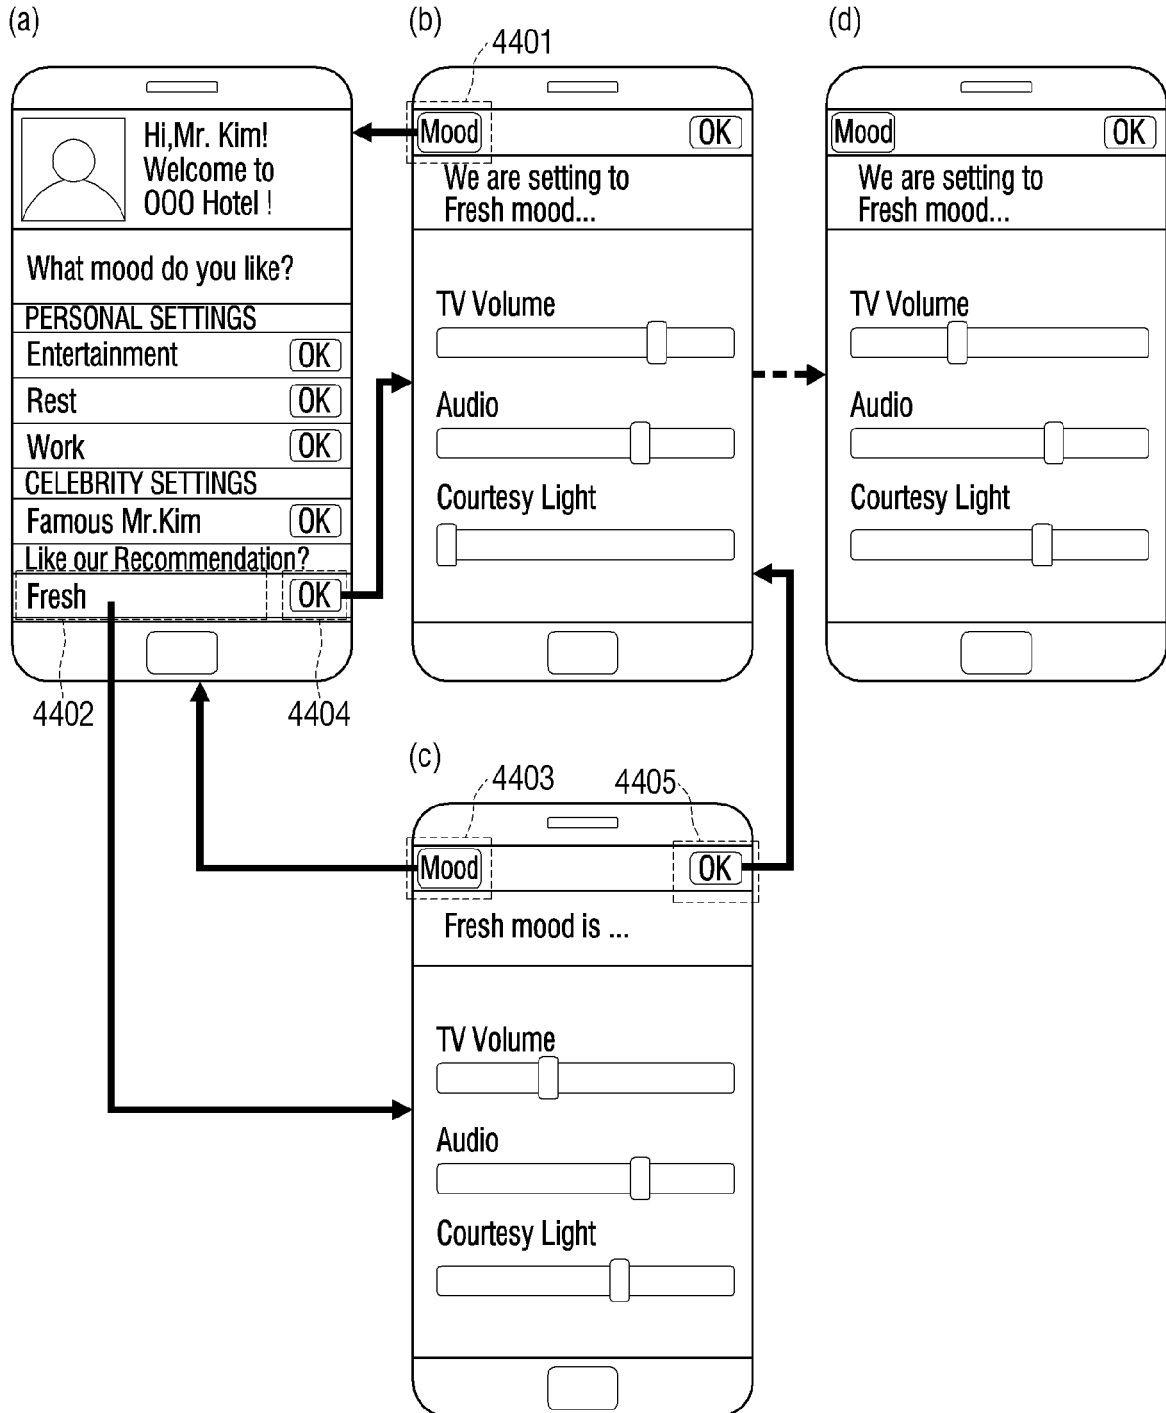 (a)
Hi,Mr. Kim!
Welcome to
OOO Hotel !
What mood do you like?
PERSONAL SETTINGS
Entertainment OK
Rest OK
Work OK
CELEBRITY SETTINGS
Famous Mr.Kim OK
Like our Recommendation?
Fresh OK
4402 4404
(b)
4401
Mood OK
We are setting to
Fresh mood...
TV Volume
Audio
Courtesy Light
(d)
Mood OK
We are setting to
Fresh mood...
TV Volume
Audio
Courtesy Light
(c)
4403 4405
Mood OK
Fresh mood is ...
TV Volume
Audio
Courtesy Light